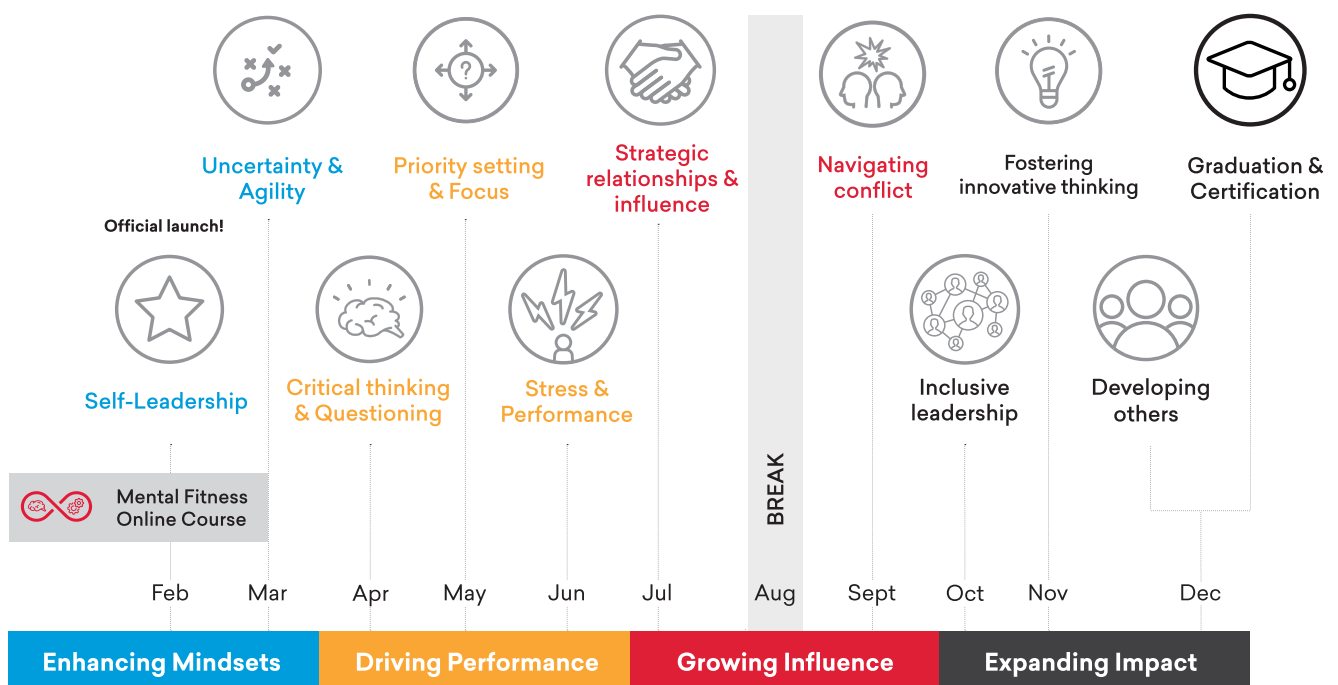 Uncertainty &
Agility
Priority setting
& Focus
Strategic
relationships &
influence
Navigating
conflict
Fostering
innovative thinking
Graduation &
Certification
Official launch!
?
Self-Leadership
Critical thinking
& Questioning
Stress &
Performance
Inclusive
leadership
Developing
others
Mental Fitness
Online Course
BREAK
Feb
Mar
Apr
May
Jun
Jul
Aug
Sept
Oct
Nov
Dec
Enhancing Mindsets
Driving Performance
Growing Influence
Expanding Impact